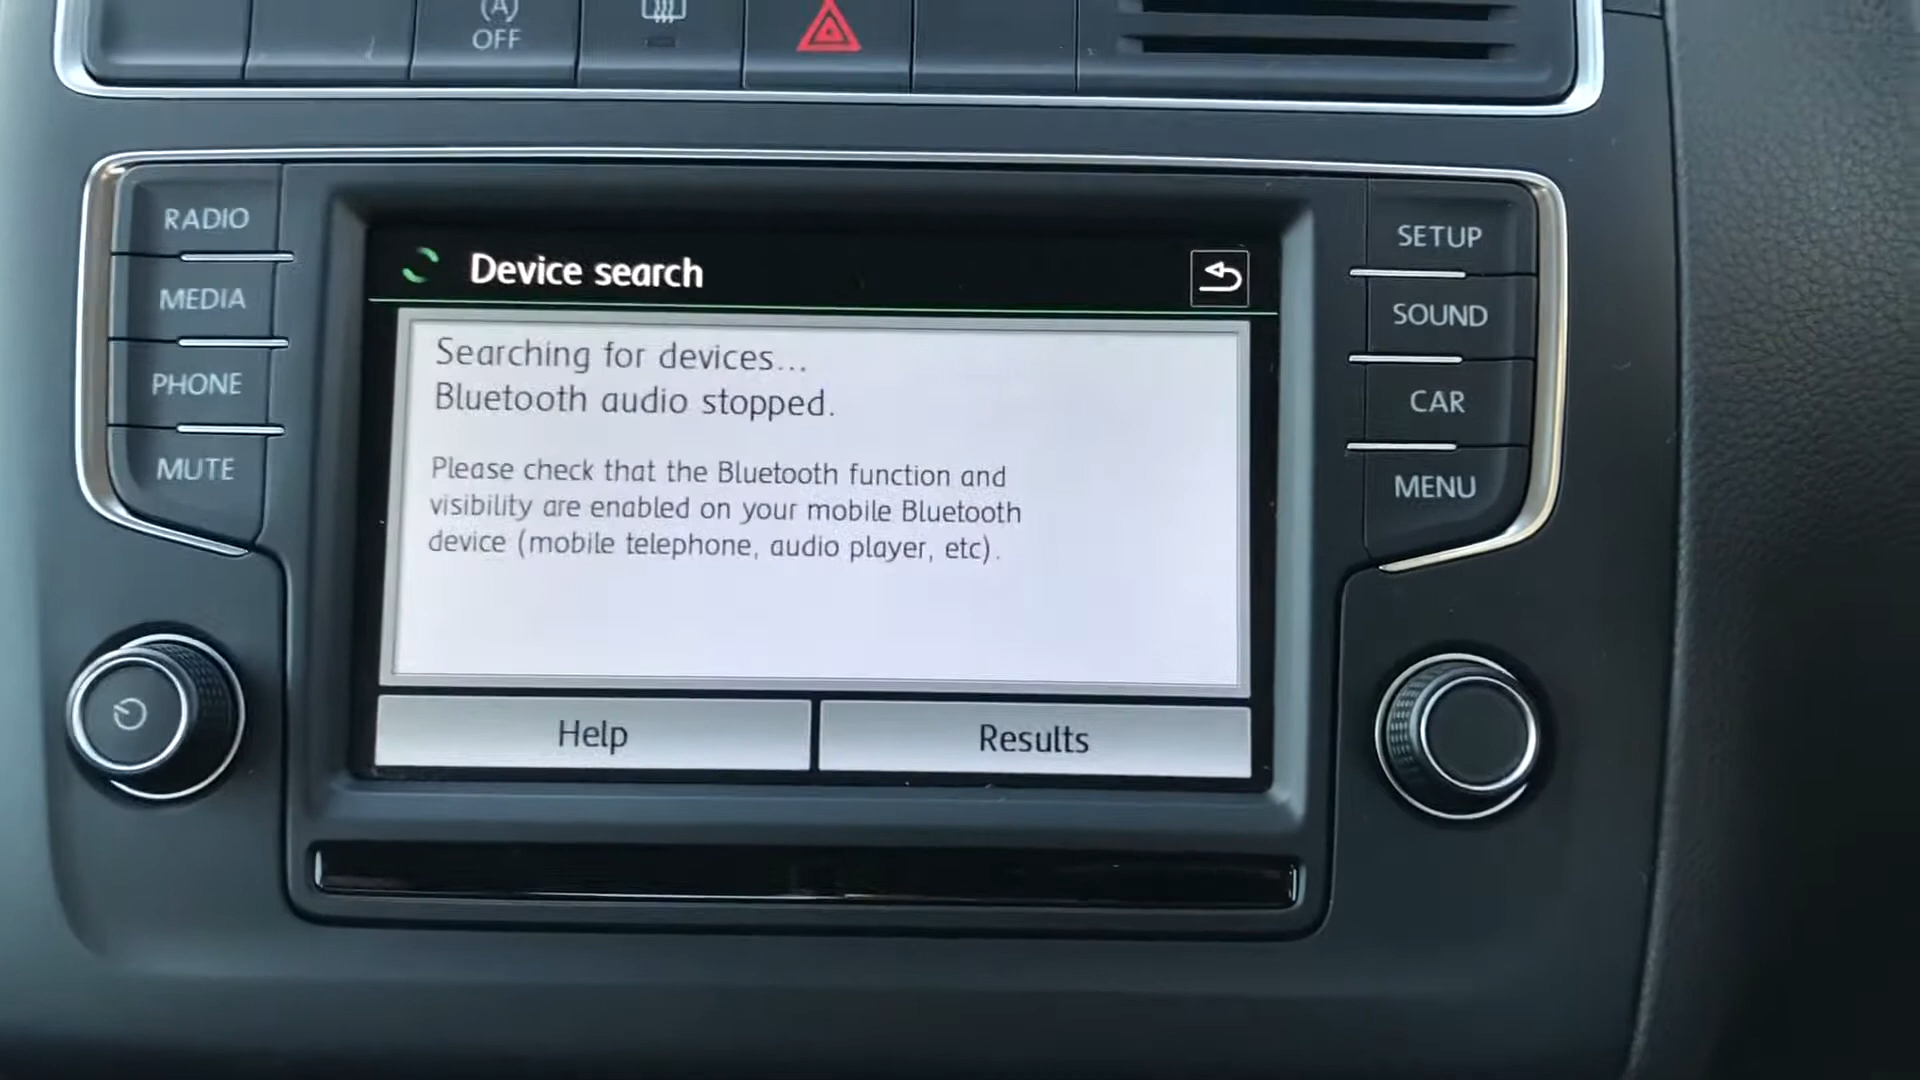 (A)
OFF
RADIO
MEDIA
PHONE
MUTE
Device search
Searching for devices...
Bluetooth audio stopped.
Please check that the Bluetooth function and
visibility are enabled on your mobile Bluetooth
device (mobile telephone, audio player, etc).
Help
Results
SETUP
SOUND
CAR
MENU